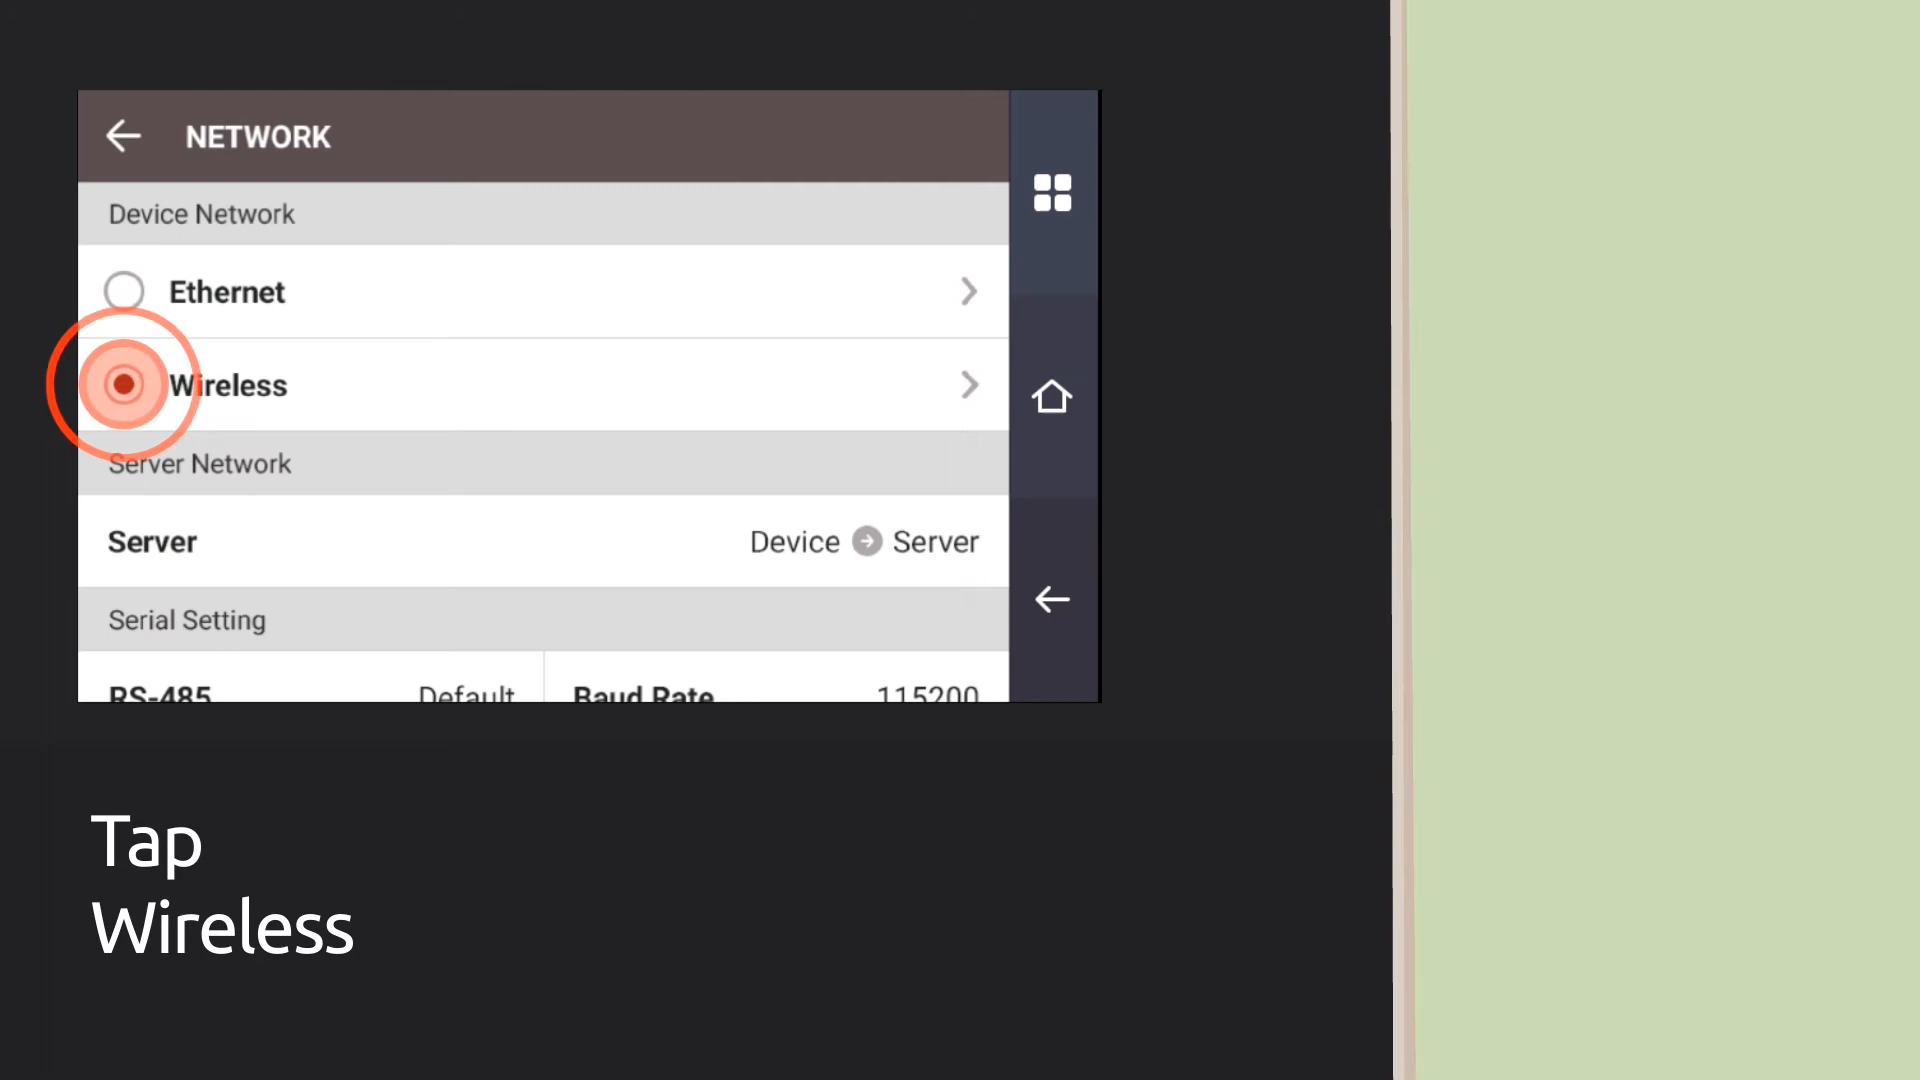 NETWORK
Device Network
Ethernet
Wireless
Server Network
Server Device Server
Serial Setting
RS-485 Default Baud Rate 115200
Tap
Wireless